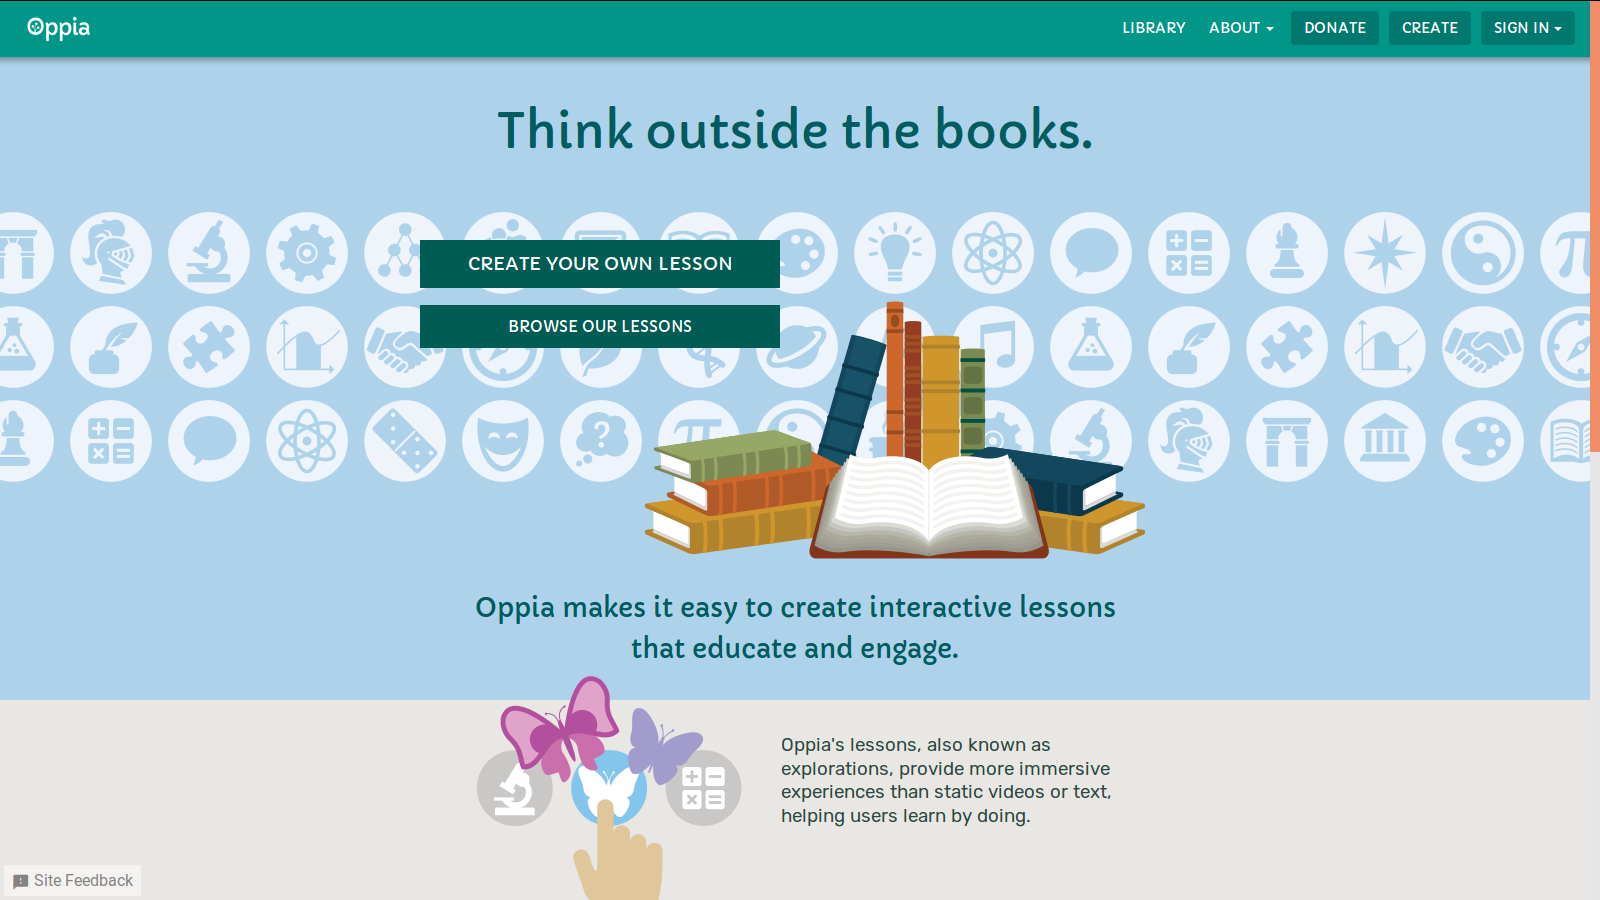 Oppia
LIBRARY
ABOUT
DONATE
CREATE
SIGN IN
Think outside the books.
CREATE YOUR OWN LESSON
BROWSE OUR LESSONS
Oppia makes it easy to create interactive lessons
that educate and engage.
Oppia's lessons, also known as
explorations, provide more immersive
experiences than static videos or text,
helping users learn by doing.
Site Feedback